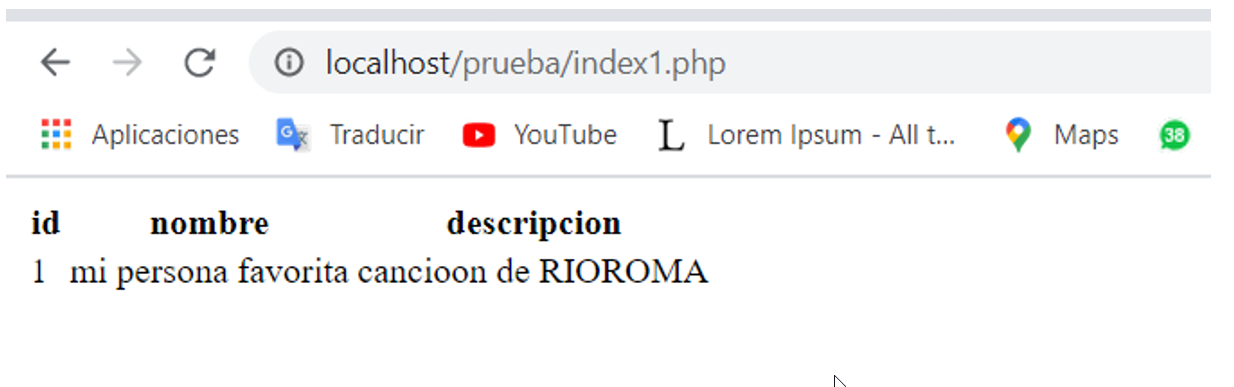 localhost/prueba/index1.php
Aplicaciones Traducir YouTube L Lorem Ipsum - All t... Maps 38
id nombre descripcion
1 mi persona favorita cancioon de RIOROMA